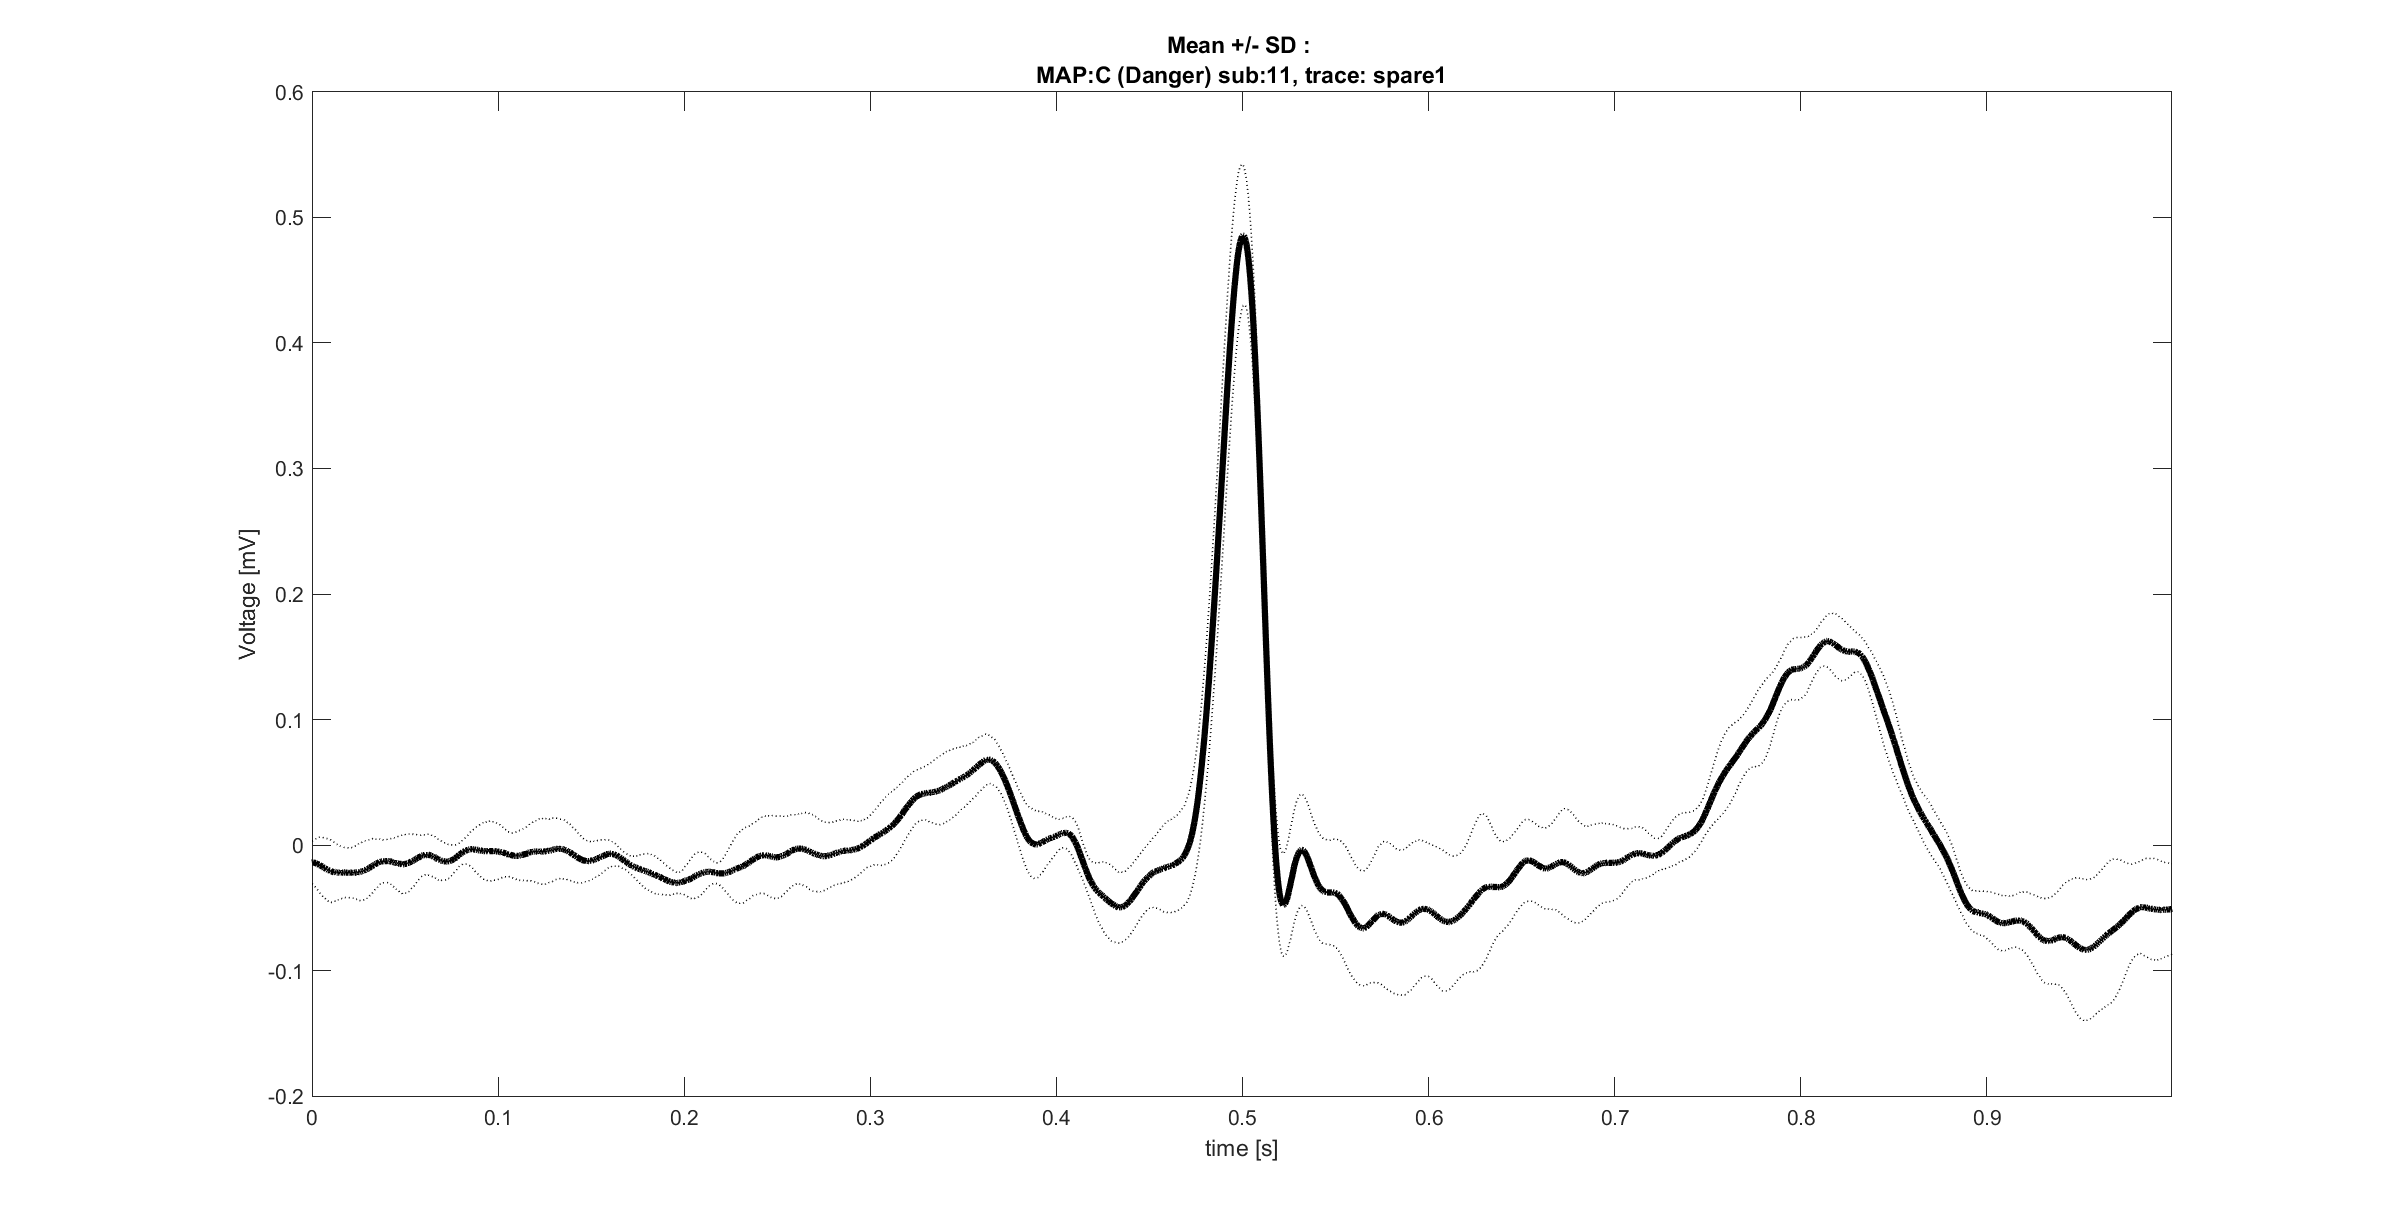 Mean +/- SD :
MAP:C (Danger) sub:11, trace: spare1
0.6
0.5
0.4
0.3
0.2
0.1
0
-0.1
-0.2
Voltage [mV]
0 0.1 0.2 0.3 0.4 0.5 0.6 0.7 0.8 0.9
time [s]